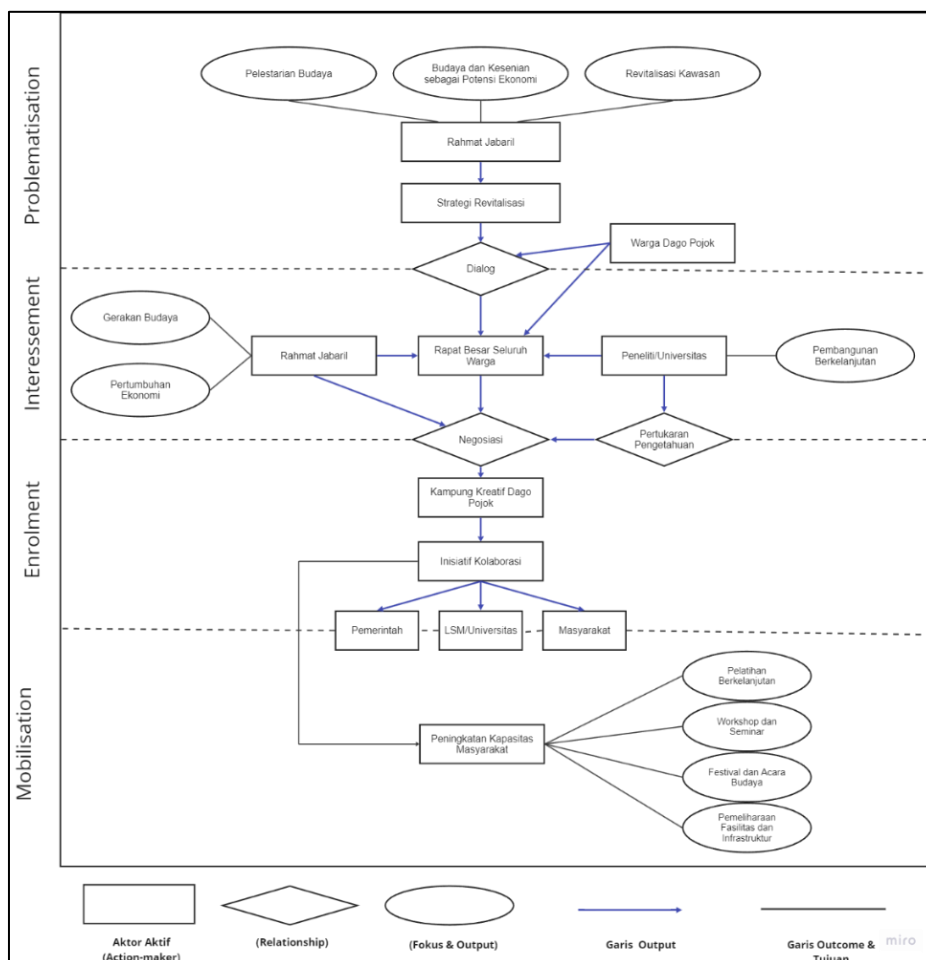 Problematisation
Pelestarian Budaya
Budaya dan Kesenian
sebagai Potensi Ekonomi
Revitalisasi Kawasan
Rahmat Jabaril
Strategi Revitalisasi
Warga Dago Pojok
Dialog
Interessement
Gerakan Budaya
Pertumbuhan
Ekonomi
Rahmat Jabaril
Rapat Besar Seluruh
Warga
Peneliti/Universitas
Pembangunan
Berkelanjutan
Negosiasi
Pertukaran
Pengetahuan
Enrolment
Kampung Kreatif Dago
Pojok
Inisiatif Kolaborasi
Pemerintah
LSM/Universitas
Masyarakat
Mobilisation
Peningkatan Kapasitas
Masyarakat
Pelatihan
Berkelanjutan
Workshop dan
Seminar
Festival dan Acara
Budaya
Pemeliharaan
Fasilitas dan
Infrastruktur
Aktor Aktif
(Action-maker)
(Relationship)
(Fokus & Output)
Garis Output
Garis Outcome &
Tujuan
miro